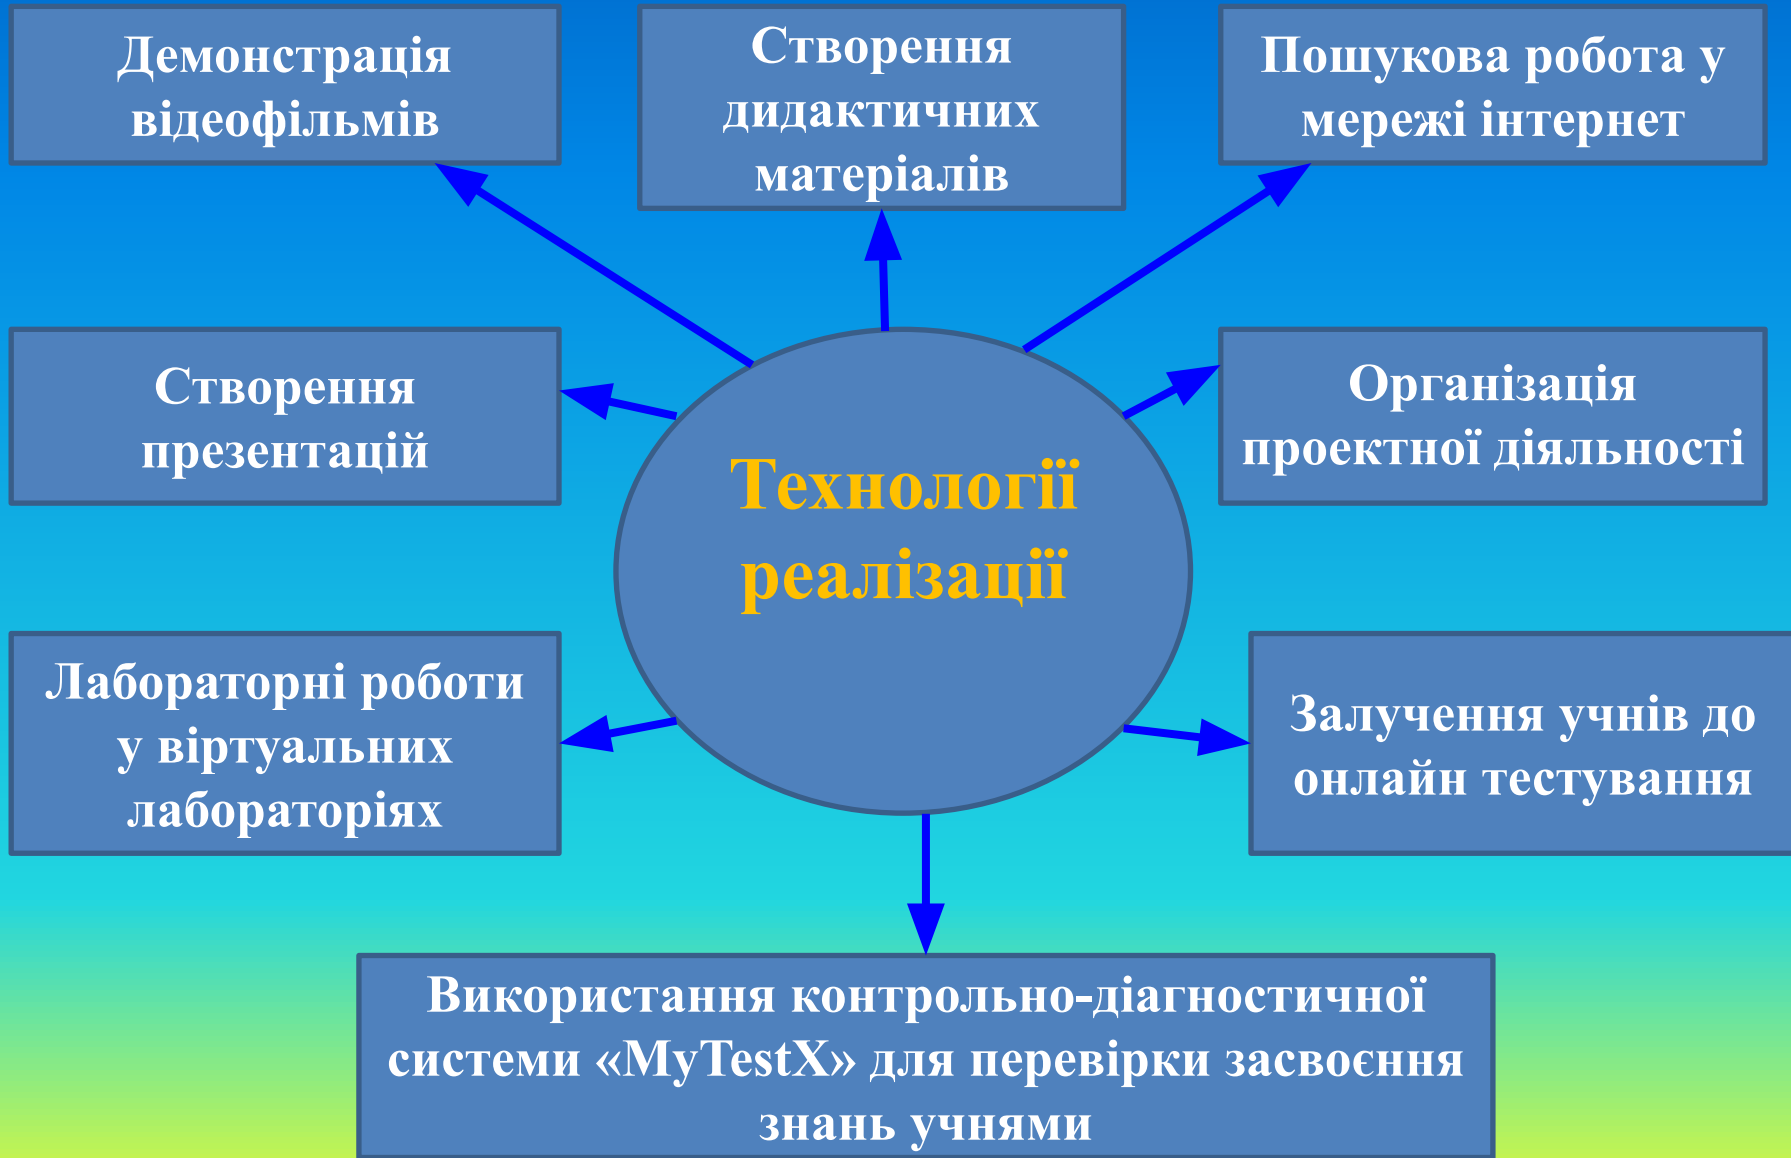 Демонстрація
відеофільмів
Створення
дидактичних
матеріалів
Пошукова робота у
мережі інтернет
Створення
презентацій
Технології
реалізації
Організація
проектної діяльності
Лабораторні роботи
у віртуальних
лабораторіях
Залучення учнів до
онлайн тестування
Використання контрольно-діагностичної
системи «MyTestX» для перевірки засвоєння
знань учнями